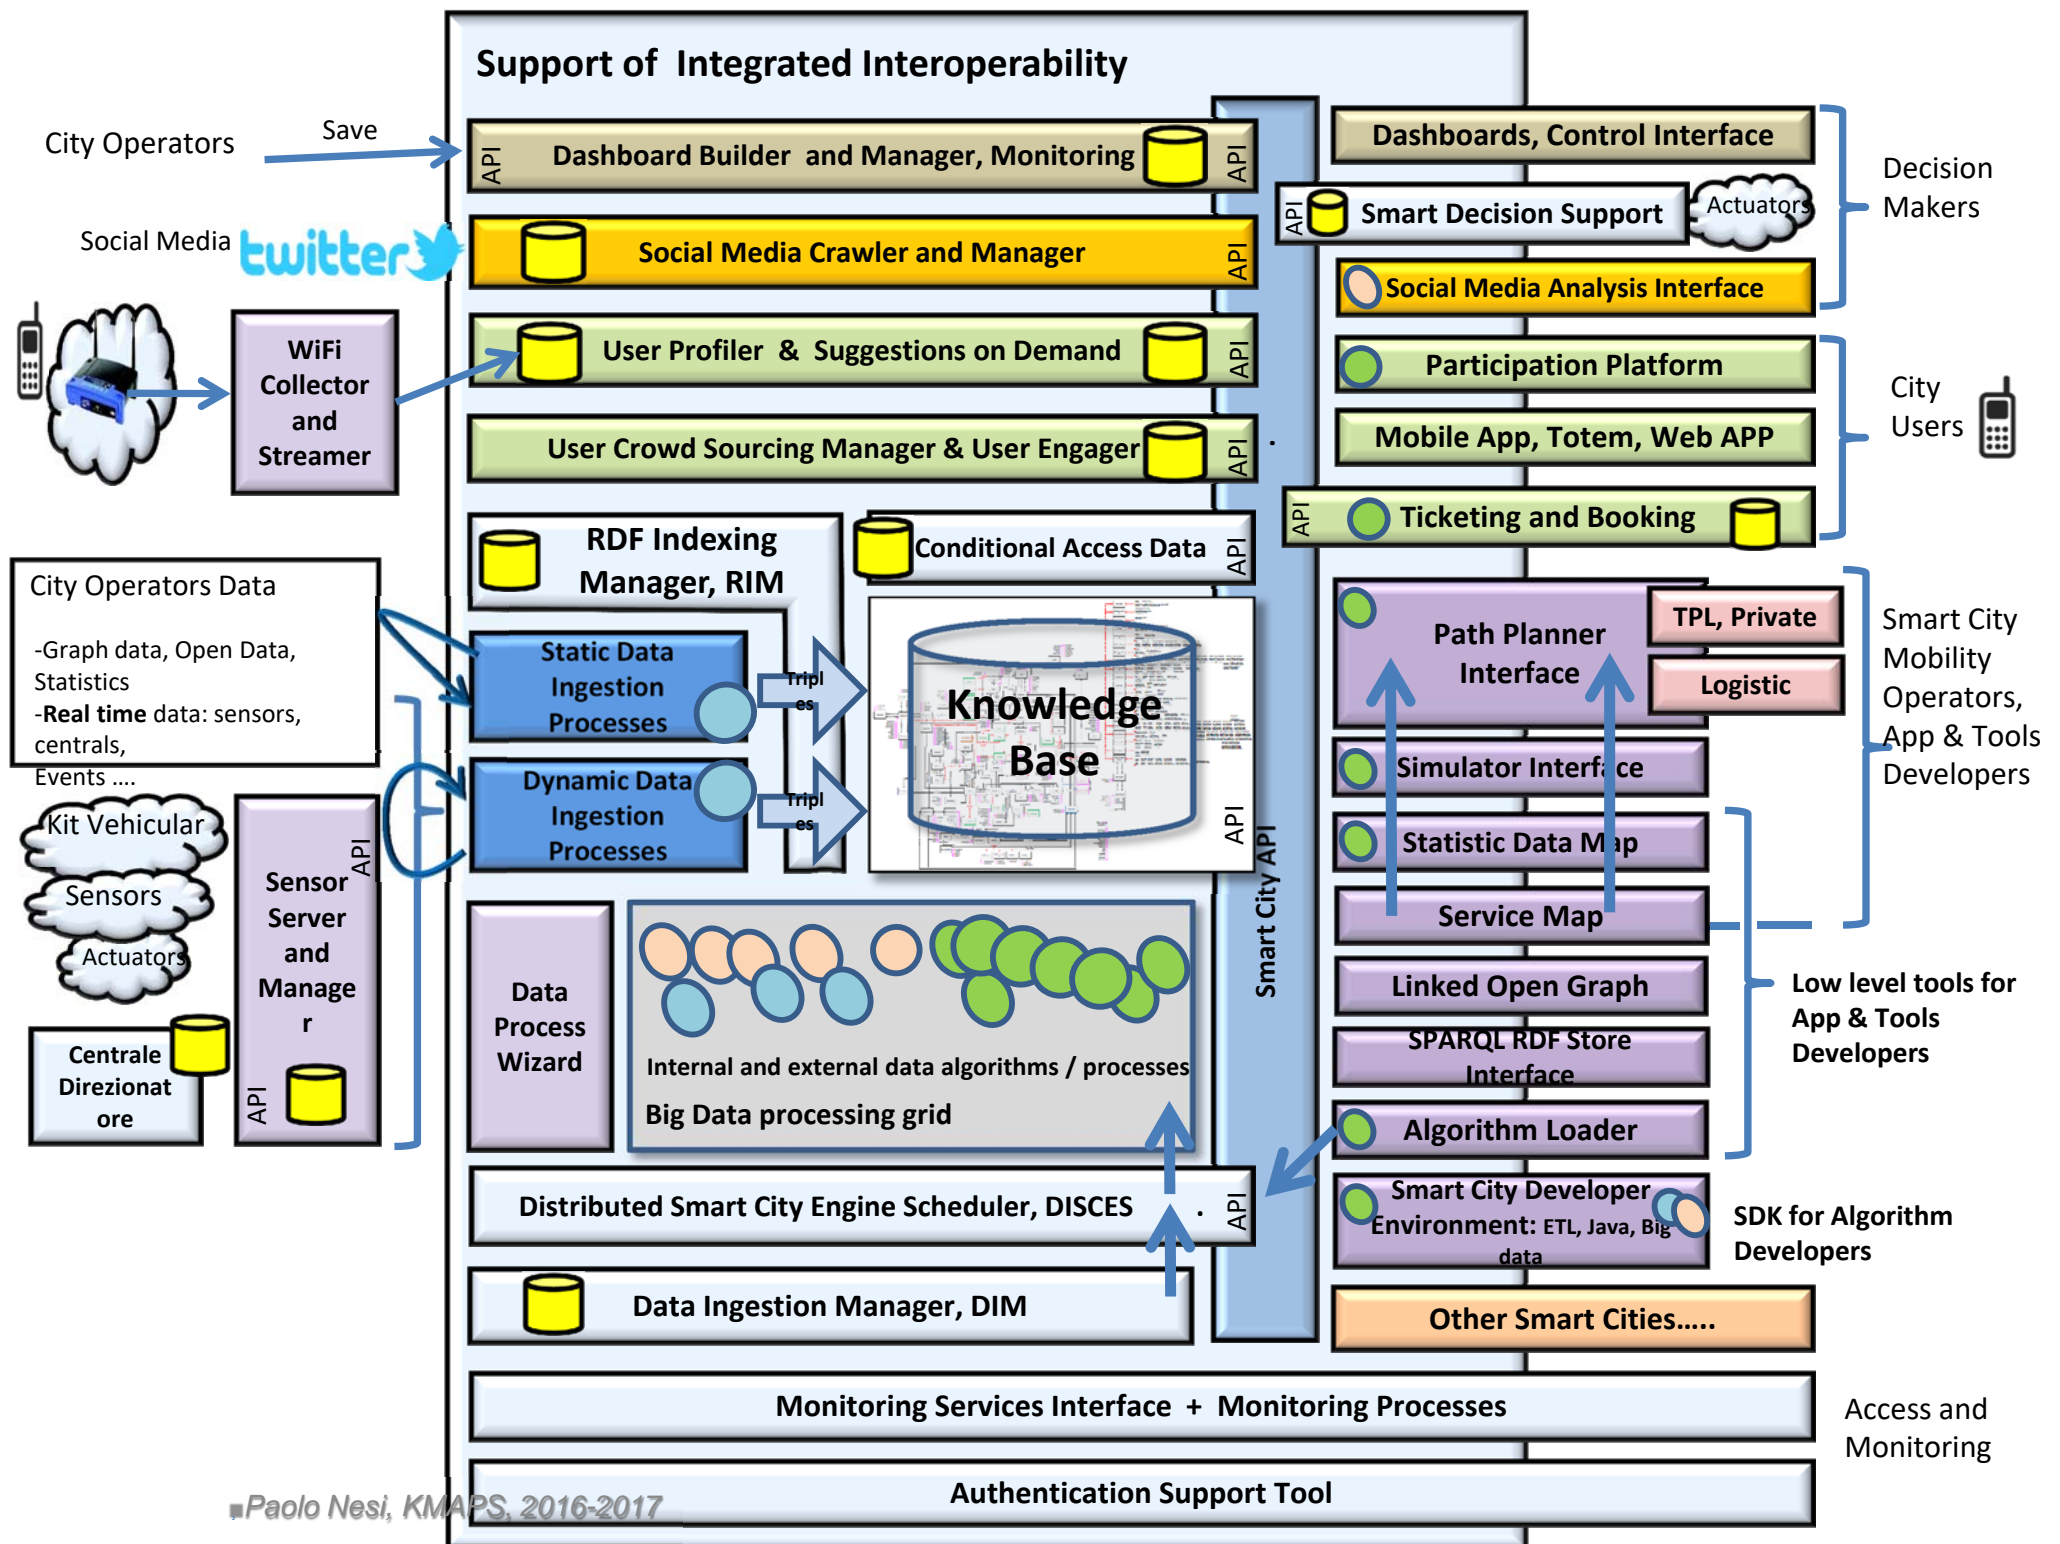 Support of Integrated Interoperability
City Operators
Save
API
Dashboard Builder and Manager, Monitoring
API
Social Media
twitter
Social Media Crawler and Manager
API
WiFi
Collector
and
Streamer
User Profiler & Suggestions on Demand
API
User Crowd Sourcing Manager & User Engager
API
.
RDF Indexing
Manager, RIM
Conditional Access Data
API
City Operators Data
-Graph data, Open Data,
Statistics
-Real time data: sensors,
centrals,
Events ....
Static Data
Ingestion
Processes
Tripl
es
Dynamic Data
Ingestion
Processes
Tripl
es
Knowledge
Base
API
Kit Vehicular
Sensors
Actuators
Centrale
Direzionat
ore
API
Sensor
Server
and
Manage
r
API
Data
Process
Wizard
Internal and external data algorithms / processes
Big Data processing grid
Distributed Smart City Engine Scheduler, DISCES
.
API
Data Ingestion Manager, DIM
Smart City API
Dashboards, Control Interface
API
Smart Decision Support
Actuators
Social Media Analysis Interface
Decision
Makers
Participation Platform
Mobile App, Totem, Web APP
API
Ticketing and Booking
City
Users
Path Planner
Interface
TPL, Private
Logistic
Simulator Interface
Statistic Data Map
Service Map
Smart City
Mobility
Operators,
App & Tools
Developers
Linked Open Graph
SPARQL RDF Store
Interface
Algorithm Loader
Low level tools for
App & Tools
Developers
Smart City Developer
Environment: ETL, Java, Big
data
SDK for Algorithm
Developers
Other Smart Cities.....
Monitoring Services Interface + Monitoring Processes
Authentication Support Tool
Access and
Monitoring
Paolo Nesi, KMAPS, 2016-2017